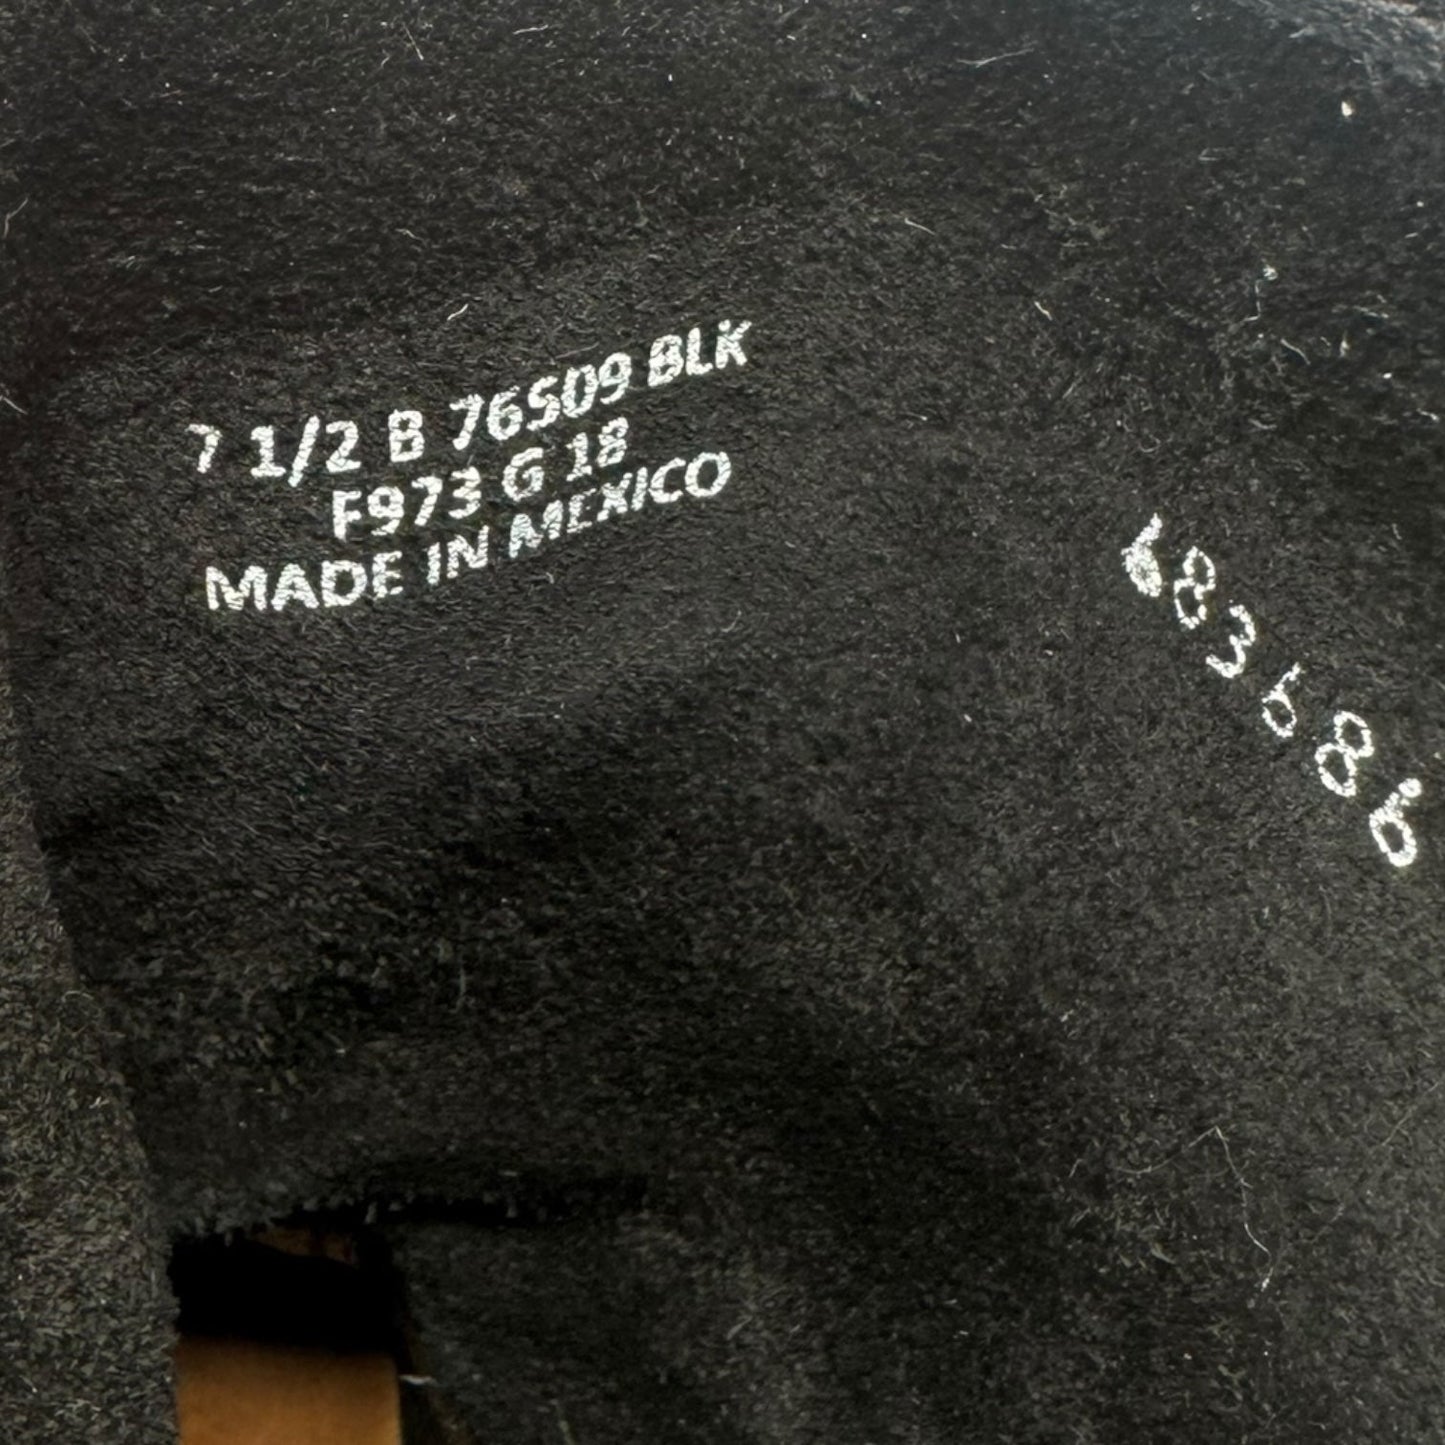 7 1/2 B 76509 BLK
F973 G 18
MADE IN MEXICO
683686